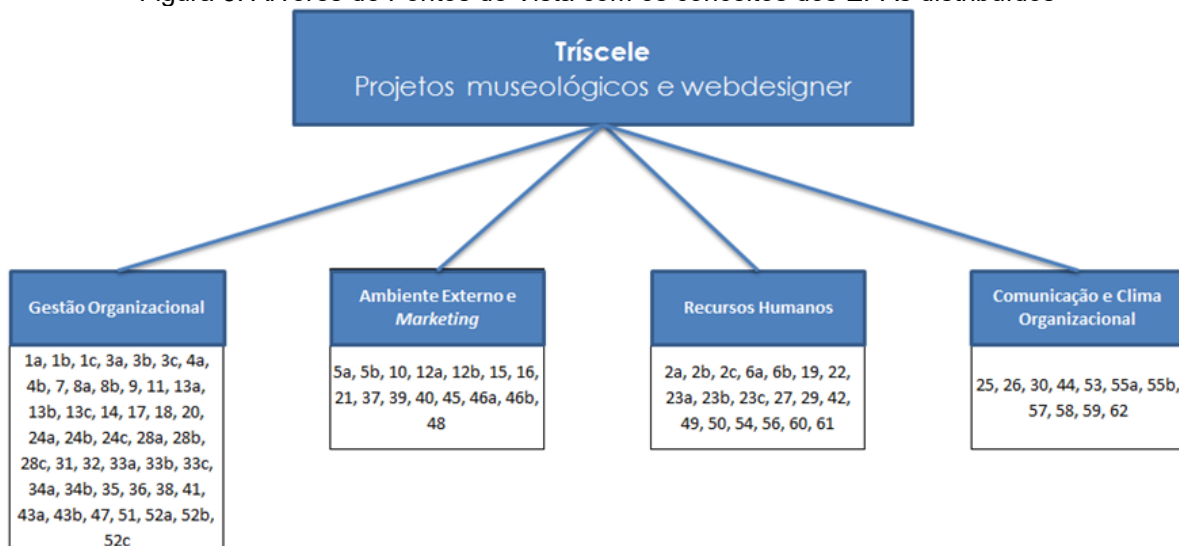 Tríscele
Projetos museológicos e webdesigner
Gestão Organizacional
1a, 1b, 1c, 3a, 3b, 3c, 4a,
4b, 7, 8a, 8b, 9, 11, 13a,
13b, 13c, 14, 17, 18, 20,
24a, 24b, 24c, 28a, 28b,
28c, 31, 32, 33a, 33b, 33c,
34a, 34b, 35, 36, 38, 41,
43a, 43b, 47, 51, 52a, 52b,
52c
Ambiente Externo e
Marketing
5a, 5b, 10, 12a, 12b, 15, 16,
21, 37, 39, 40, 45, 46a, 46b,
48
Recursos Humanos
2a, 2b, 2c, 6a, 6b, 19, 22,
23a, 23b, 23c, 27, 29, 42,
49, 50, 54, 56, 60, 61
Comunicação e Clima
Organizacional
25, 26, 30, 44, 53, 55a, 55b,
57, 58, 59, 62